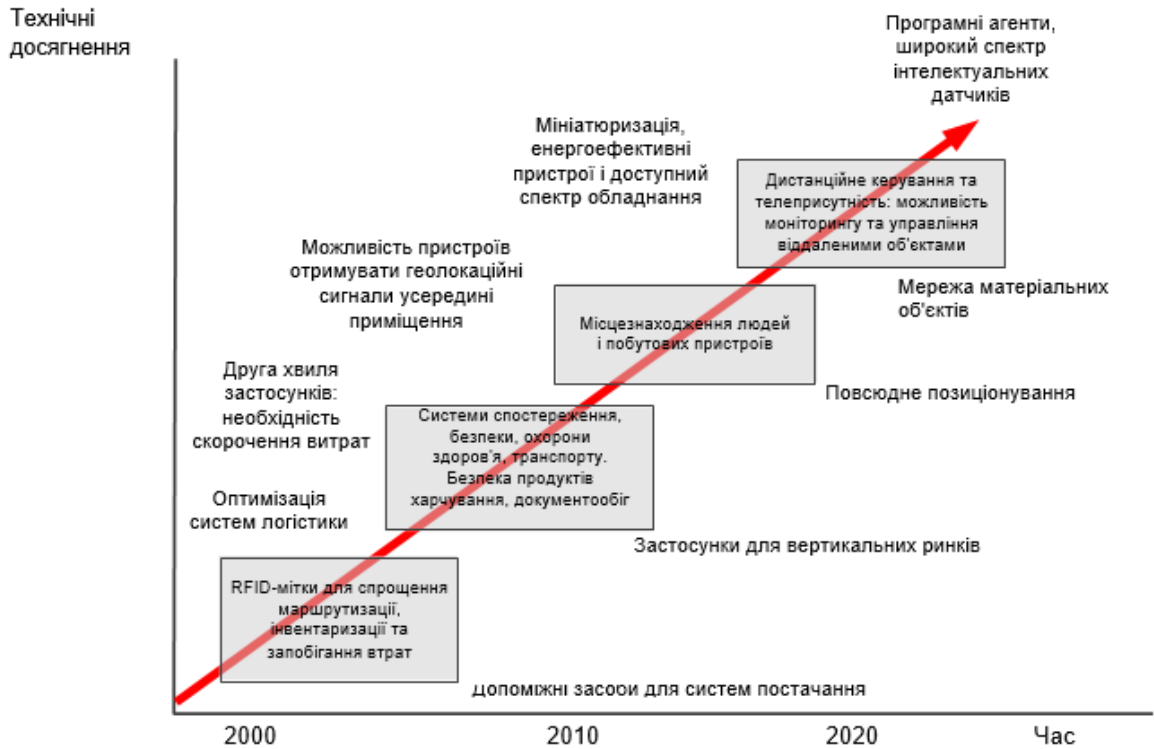 Технічні
досягнення
Програмні агенти,
широкий спектр
інтелектуальних
датчиків
Мініатюризація,
енергоефективні
пристрої і доступний
спектр обладнання
Дистанційне керування та
телеприсутність: можливість
моніторингу та управління
віддаленими об'єктами
Можливість пристроїв
отримувати геолокаційні
сигнали усередині
приміщення
Мережа матеріальних
об'єктів
Місцезнаходження людей
і побутових пристроїв
Друга хвиля
застосунків:
необхідність
скорочення витрат
Повсюдне позиціонування
Системи спостереження,
безпеки, охорони
здоров'я, транспорту.
Безпека продуктів
харчування, документообіг
Оптимізація
систем логістики
Застосунки для вертикальних ринків
RFID-мітки для спрощення
маршрутизації,
інвентаризації та
запобігання втрат
Допоміжні засоби для систем постачання
2000 2010 2020 Час